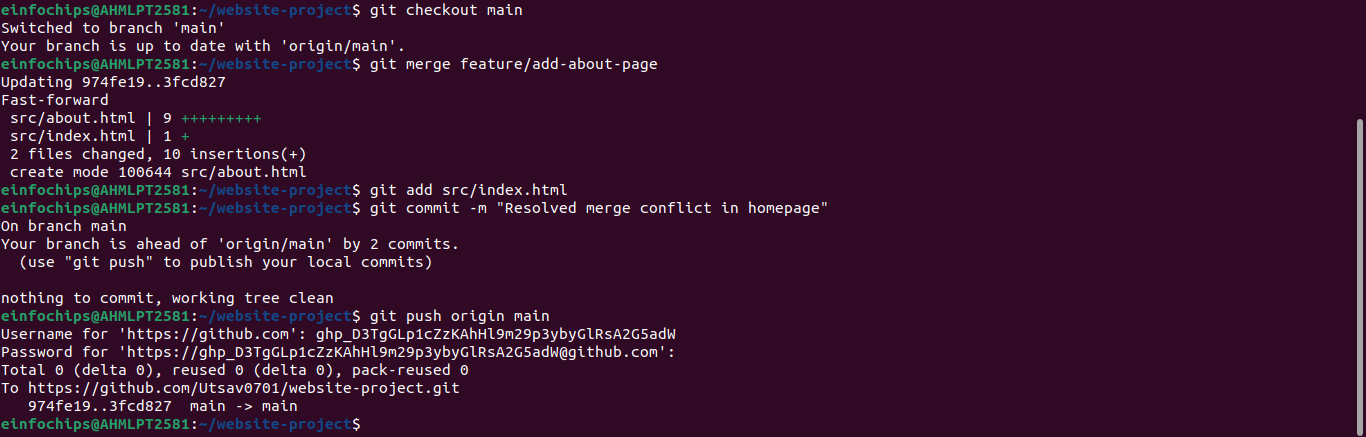 einfochips@AHMLPT2581:~/website-project$ git checkout main
Switched to branch 'main'
Your branch is up to date with 'origin/main'.
einfochips@AHMLPT2581:~/website-project$ git merge feature/add-about-page
Updating 974fe19..3fcd827
Fast-forward
 src/about.html | 9 +++++++++
 src/index.html | 1 +
 2 files changed, 10 insertions(+)
 create mode 100644 src/about.html
einfochips@AHMLPT2581:~/website-project$ git add src/index.html
einfochips@AHMLPT2581:~/website-project$ git commit -m "Resolved merge conflict in homepage"
On branch main
Your branch is ahead of 'origin/main' by 2 commits.
  (use "git push" to publish your local commits)

nothing to commit, working tree clean
einfochips@AHMLPT2581:~/website-project$ git push origin main
Username for 'https://github.com': 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
Password for 'https://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@github.com':
Total 0 (delta 0), reused 0 (delta 0), pack-reused 0
To https://github.com/Utsav0701/website-project.git
   974fe19..3fcd827  main -> main
einfochips@AHMLPT2581:~/website-project$